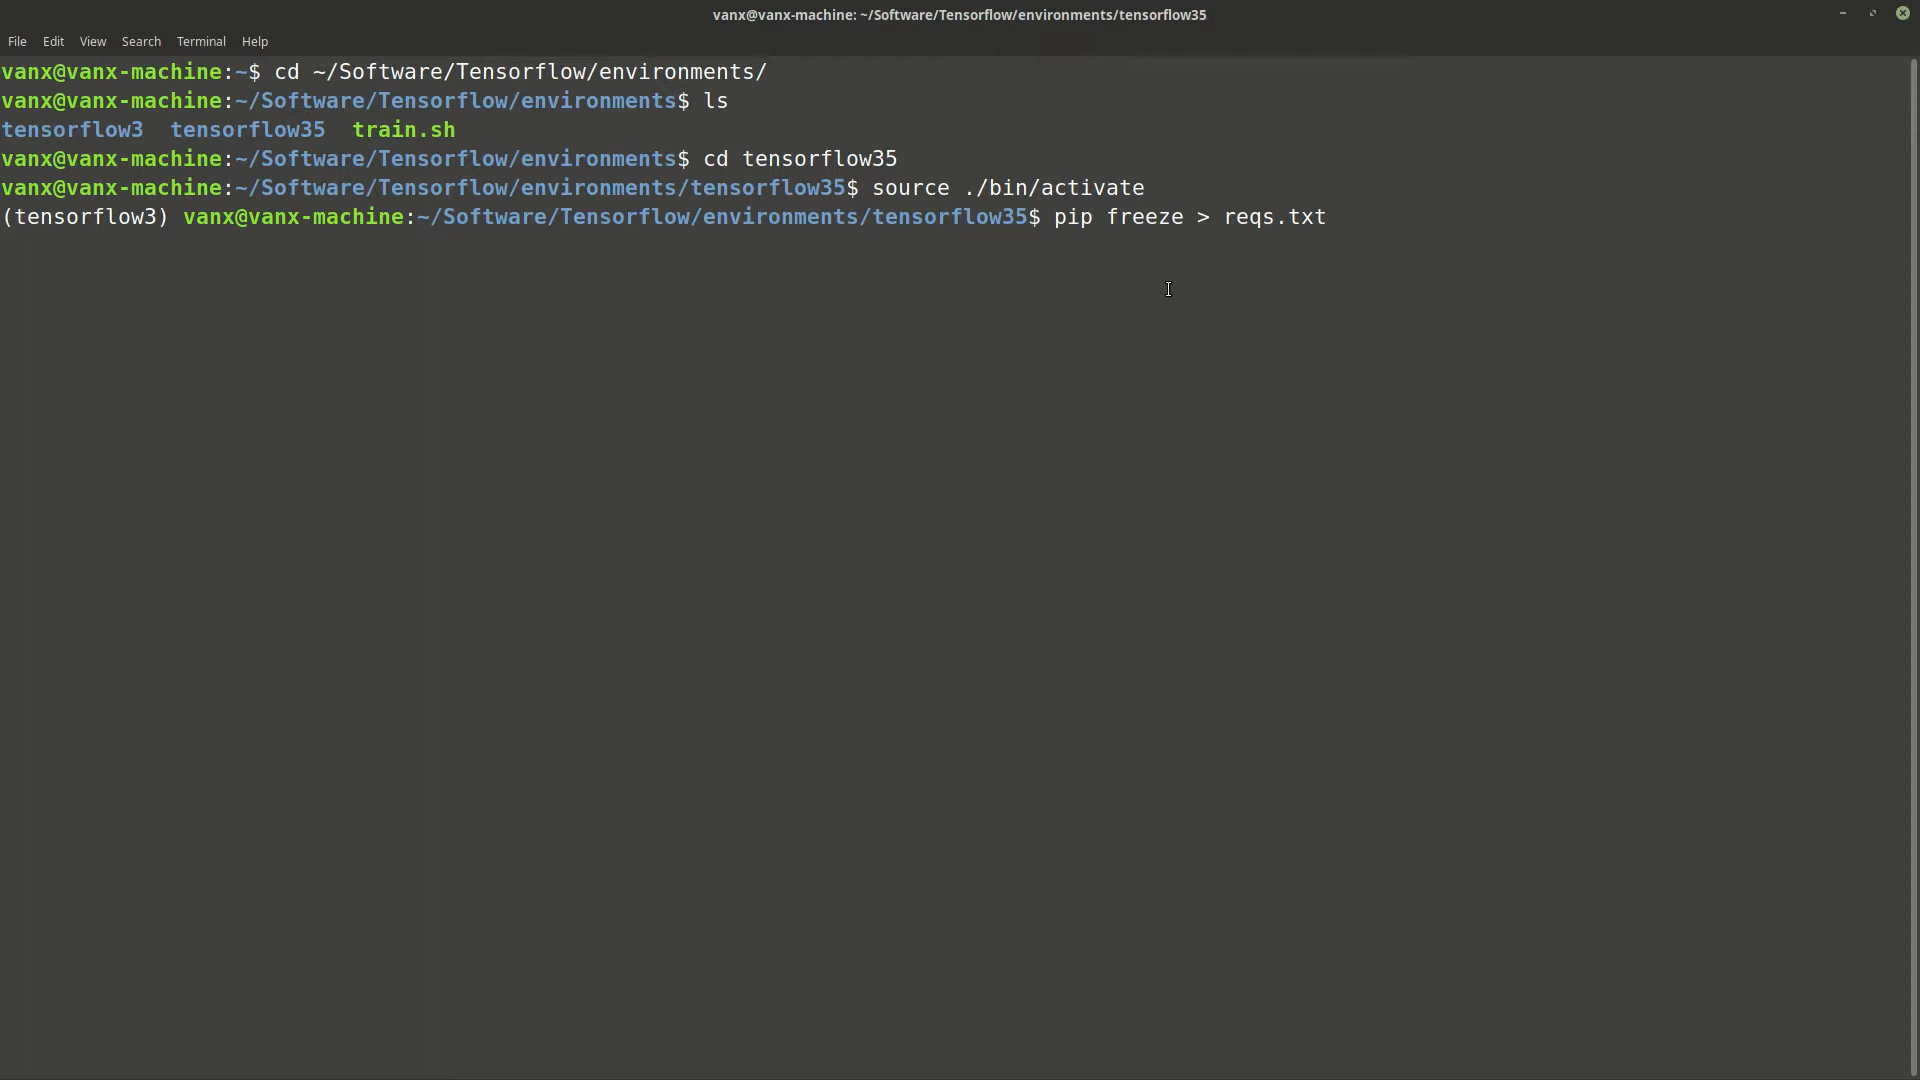 vanx@vanx-machine: ~/Software/Tensorflow/environments/tensorflow35
File Edit View Search Terminal Help
vanx@vanx-machine:~$ cd ~/Software/Tensorflow/environments/
vanx@vanx-machine:~/Software/Tensorflow/environments$ ls
tensorflow3  tensorflow35  train.sh
vanx@vanx-machine:~/Software/Tensorflow/environments$ cd tensorflow35
vanx@vanx-machine:~/Software/Tensorflow/environments/tensorflow35$ source ./bin/activate
(tensorflow3) vanx@vanx-machine:~/Software/Tensorflow/environments/tensorflow35$ pip freeze > reqs.txt